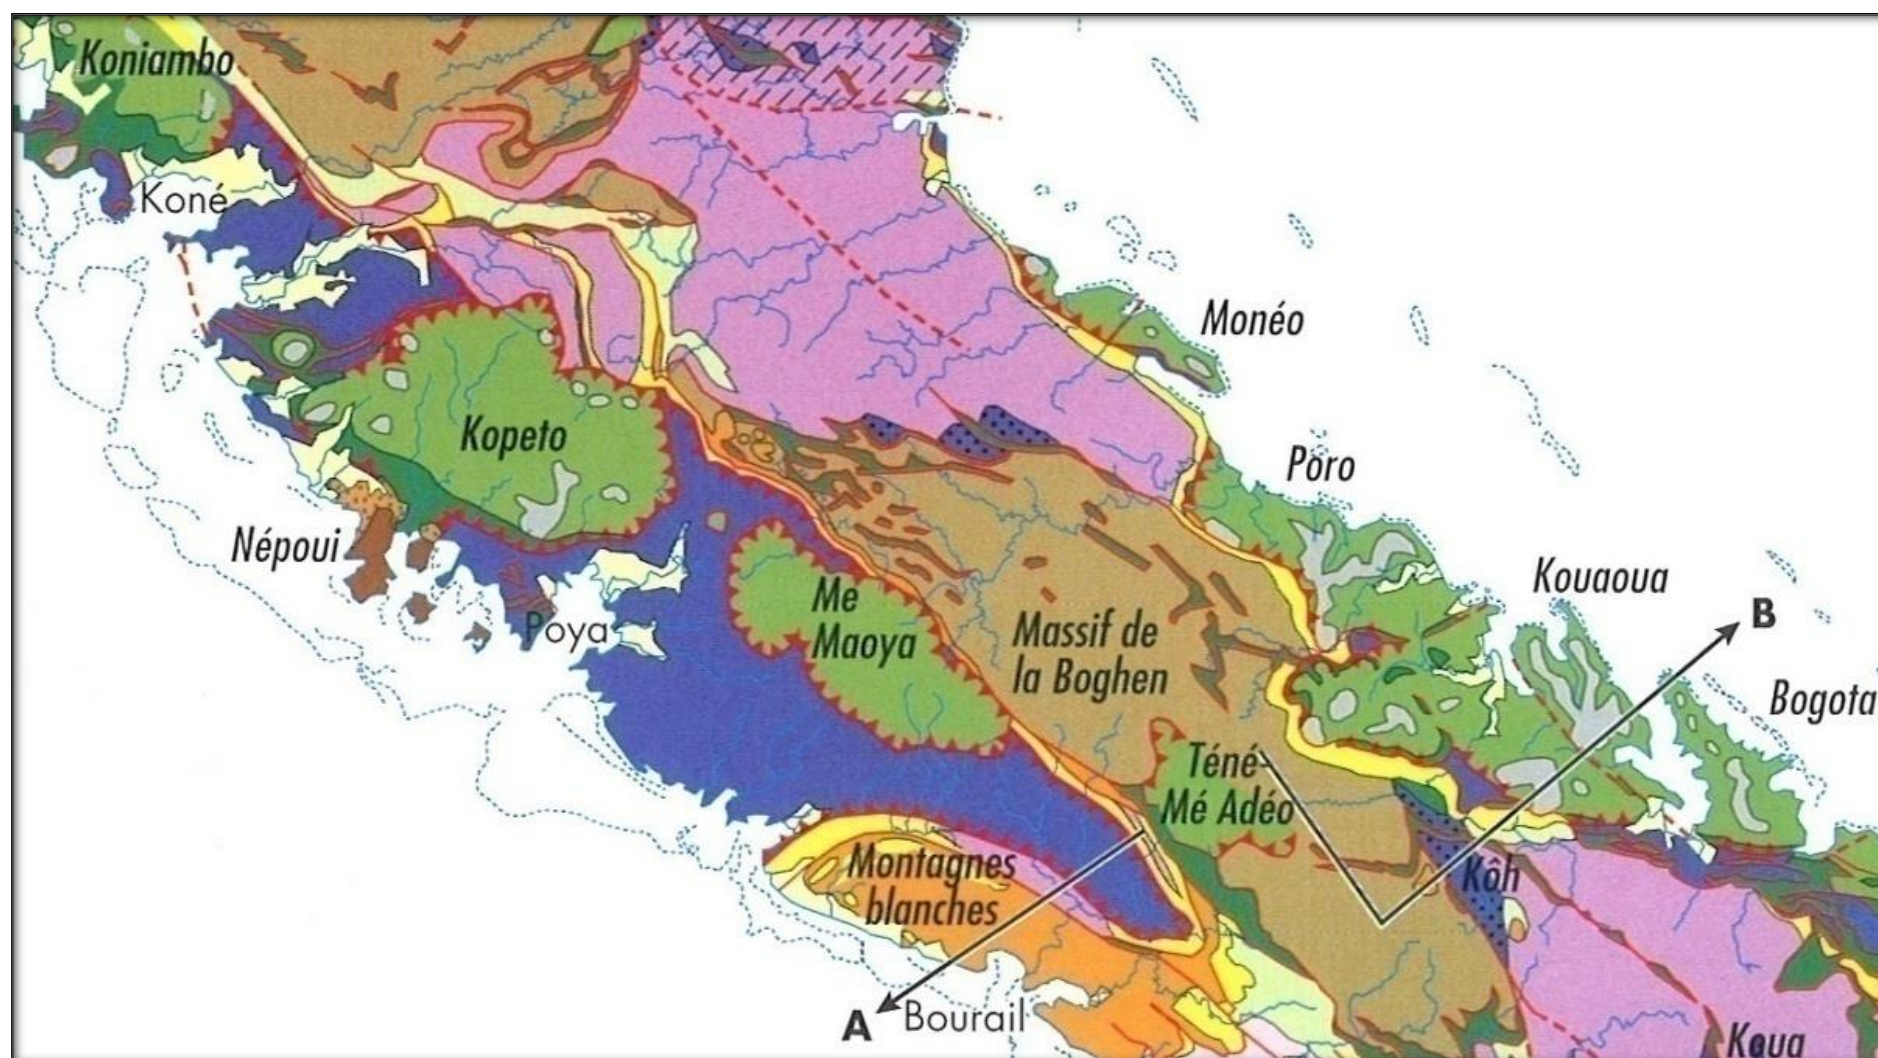 Koniambo
Koné
Monéo
Kopeto
Poro
Népoui
Kouaoua
Me
Maoya
Poya
Massif de
la Boghen
B
Bogota
Téné-
Mé Adéo
Montagnes
blanches
Kôh
A
Bourail
Koua